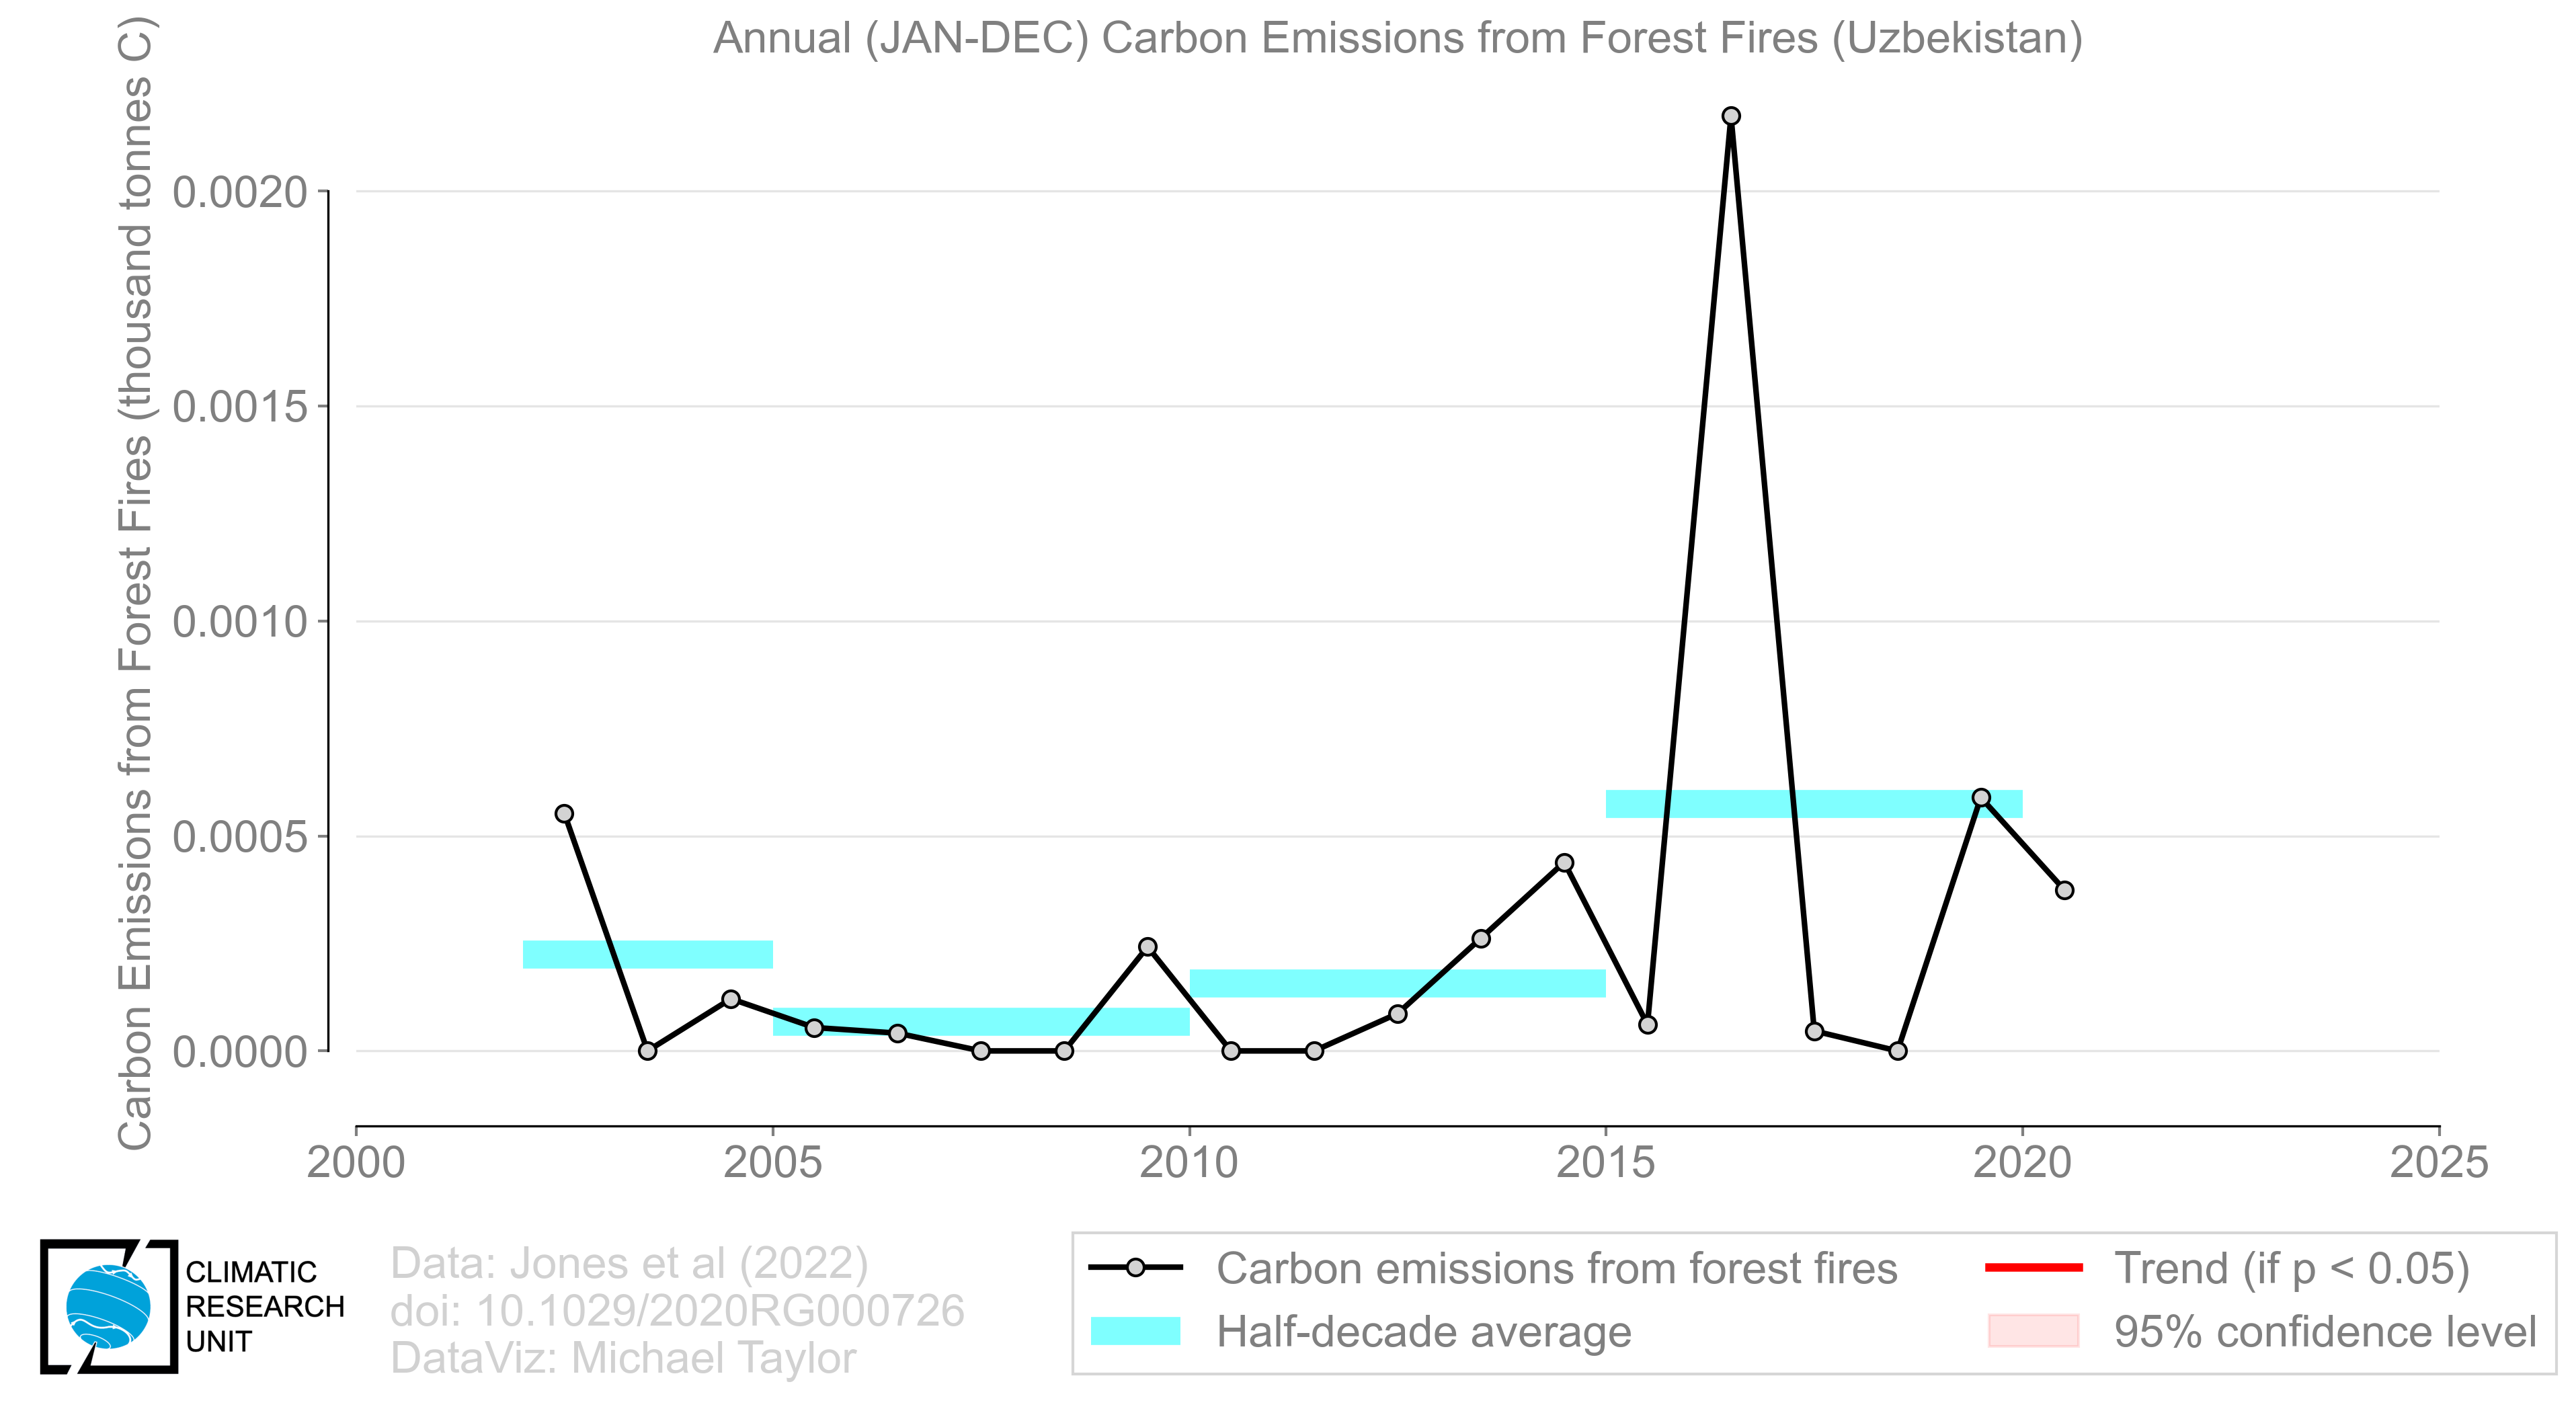 Annual (JAN-DEC) Carbon Emissions from Forest Fires (Uzbekistan)
Carbon Emissions from Forest Fires (thousand tonnes C)
0.0020
0.0015
0.0010
0.0005
0.0000
2000
2005
2010
2015
2020
2025
CLIMATIC
RESEARCH
UNIT
Data: Jones et al (2022)
doi: 10.1029/2020RG000726
DataViz: Michael Taylor
Carbon emissions from forest fires
Half-decade average
Trend (if p < 0.05)
95% confidence level